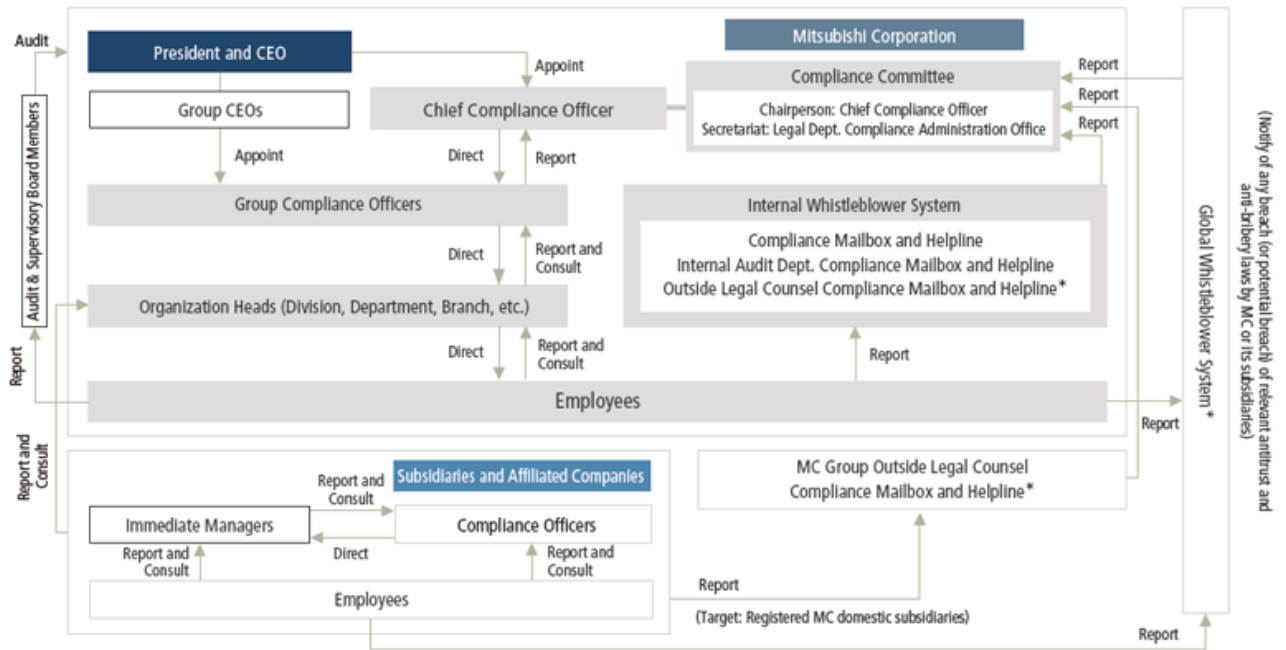 Audit
President and CEO
Mitsubishi Corporation
Appoint
Compliance Committee
Report
Group CEOs
Chief Compliance Officer
Chairperson: Chief Compliance Officer
Secretariat: Legal Dept. Compliance Administration Office
Report
Report
Appoint
Direct
Report
Audit & Supervisory Board Members
Group Compliance Officers
Internal Whistleblower System
Compliance Mailbox and Helpline
Internal Audit Dept. Compliance Mailbox and Helpline
Outside Legal Counsel Compliance Mailbox and Helpline*
Direct
Report and
Consult
Organization Heads (Division, Department, Branch, etc.)
Direct
Report and
Consult
Report
Report
Employees
Report
Global Whistleblower System*
(Notify of any breach (or potential breach) of relevant antitrust and
anti-bribery laws by MC or its subsidiaries)
Report and
Consult
Subsidiaries and Affiliated Companies
MC Group Outside Legal Counsel
Compliance Mailbox and Helpline*
Report and
Consult
Immediate Managers
Compliance Officers
Direct
Report and
Consult
Report and
Consult
Employees
Report
(Target: Registered MC domestic subsidiaries)
Report